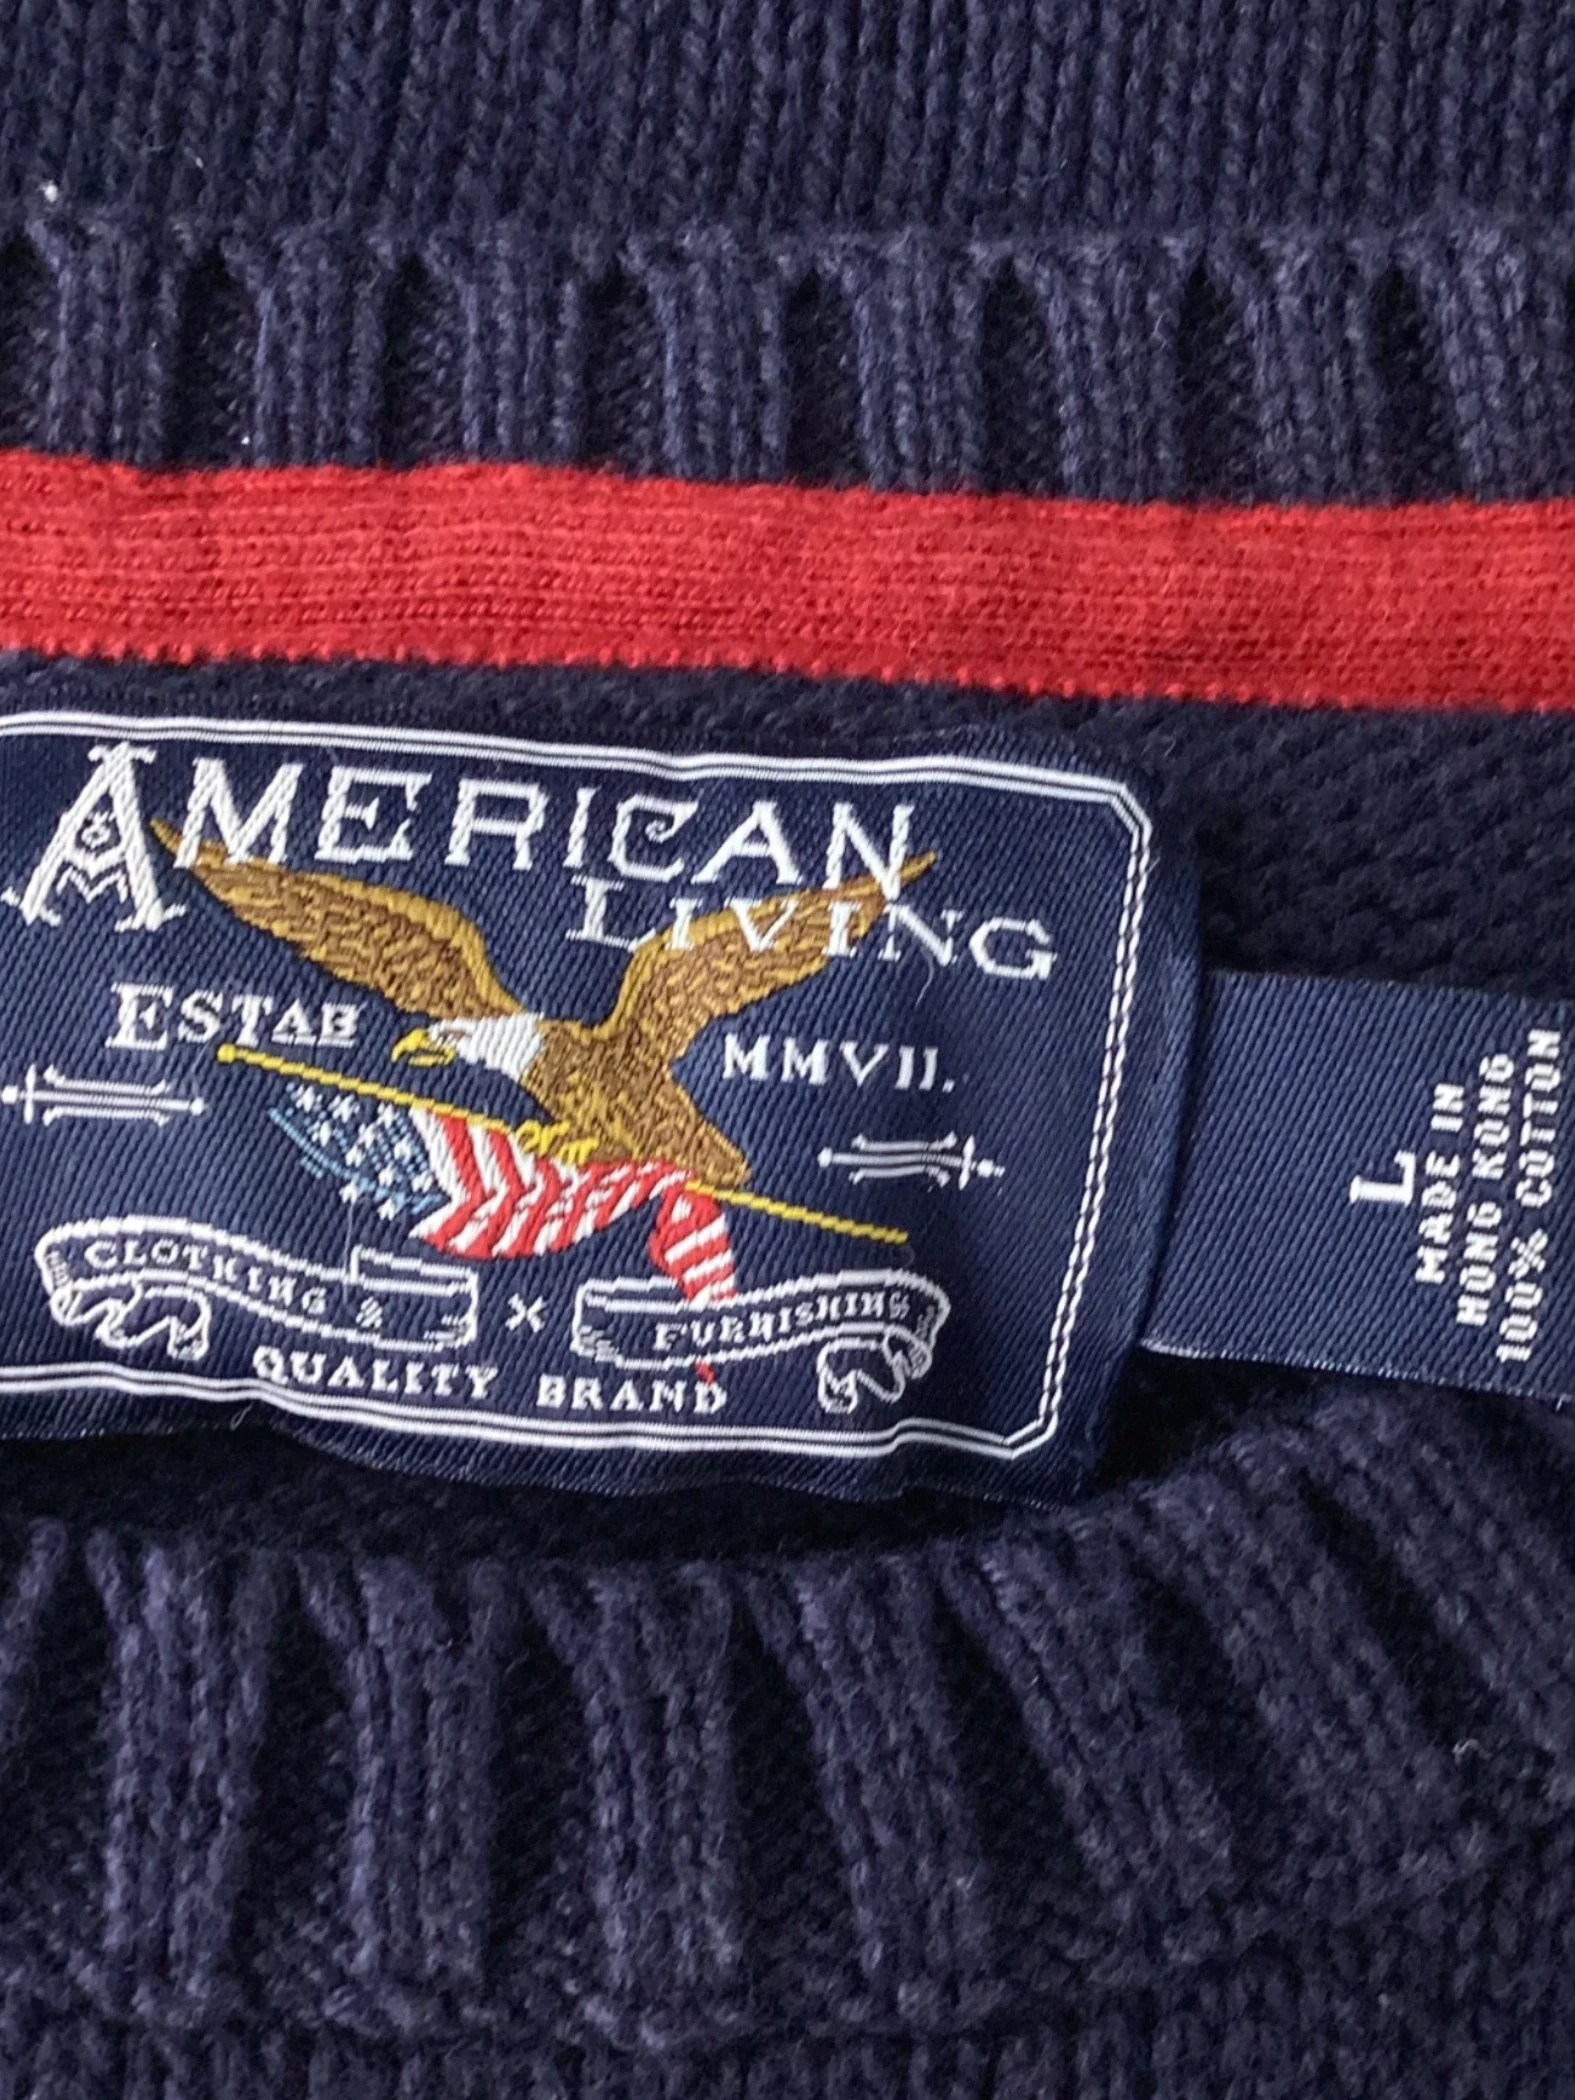 AMERICAN
LIVING
ESTAB
MMVII.
CLOTHING &
FURNISHING
QUALITY BRAND
L
MADE IN
HONG KONG
100% COTTON